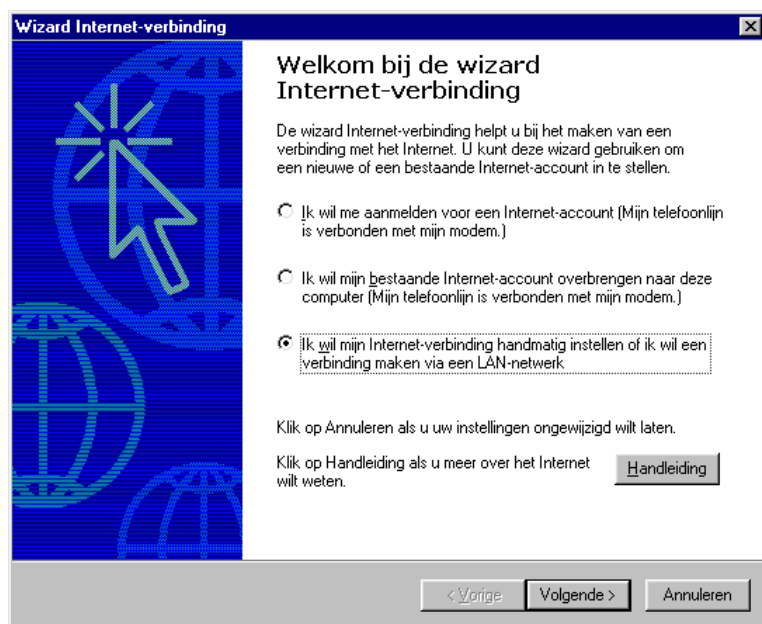 Wizard Internet-verbinding
Welkom bij de wizard
Internet-verbinding
De wizard Internet-verbinding helpt u bij het maken van een
verbinding met het Internet. U kunt deze wizard gebruiken om
een nieuwe of een bestaande Internet-account in te stellen.
Ik wil me aanmelden voor een Internet-account (Mijn telefoonlijn
is verbonden met mijn modem.)
Ik wil mijn bestaande Internet-account overbrengen naar deze
computer (Mijn telefoonlijn is verbonden met mijn modem.)
Ik wil mijn Internet-verbinding handmatig instellen of ik wil een
verbinding maken via een LAN-netwerk
Klik op Annuleren als u uw instellingen ongewijzigd wilt laten.
Klik op Handleiding als u meer over het Internet
wilt weten.
Handleiding
< Vorige
Volgende >
Annuleren